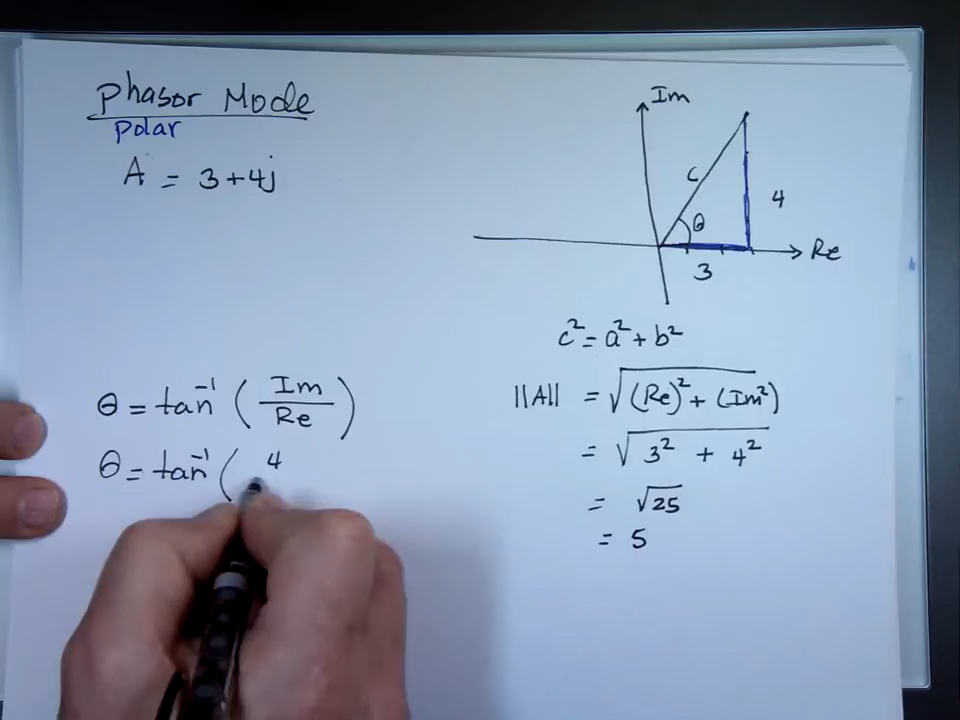 Phasor Mode
polar
A = 3+4j
Im
C
θ
4
Re
3
c² = a² + b²
θ = tan⁻¹ ( Im / Re )
||A|| = √(Re)² + (Im²)
θ = tan⁻¹ ( 4
= √3² + 4²
= √25
= 5